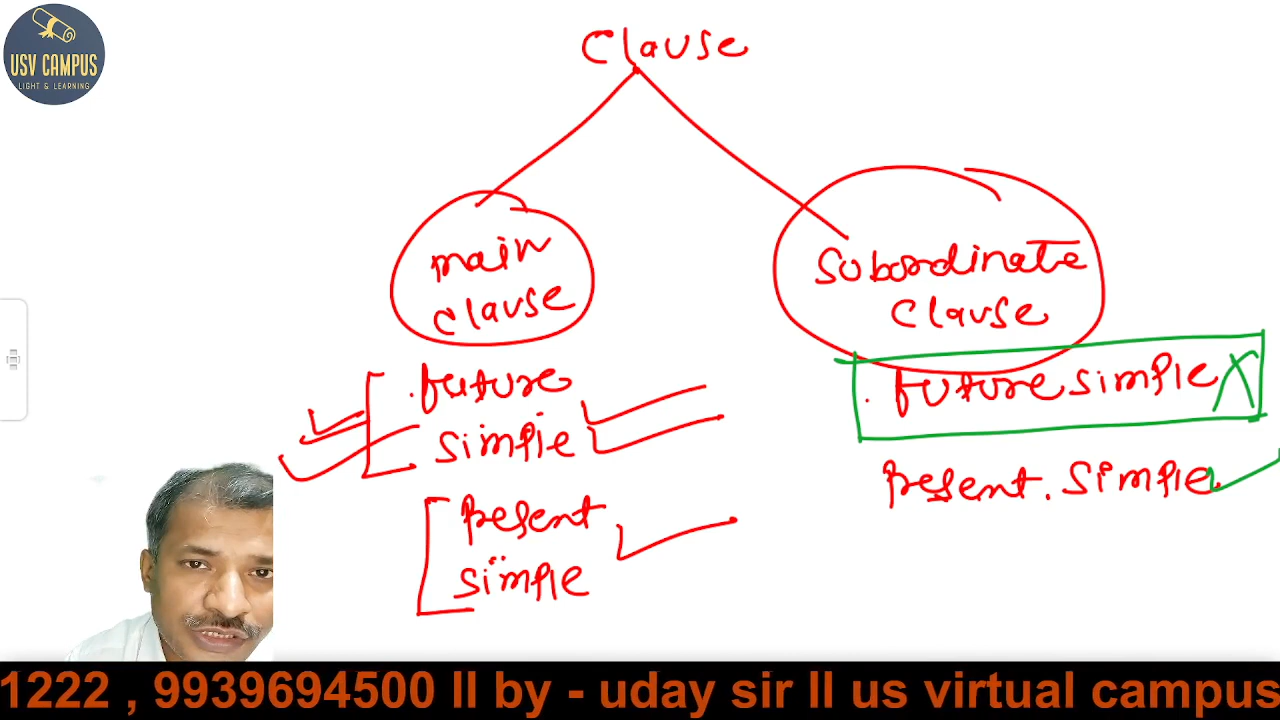 USV CAMPUS
LIGHT & LEARNING
Clause
main
clause
subordinate
clause
.future
simple
present
simple
. future simple X
present. simple
1222 , 9939694500 ll by - uday sir ll us virtual campus